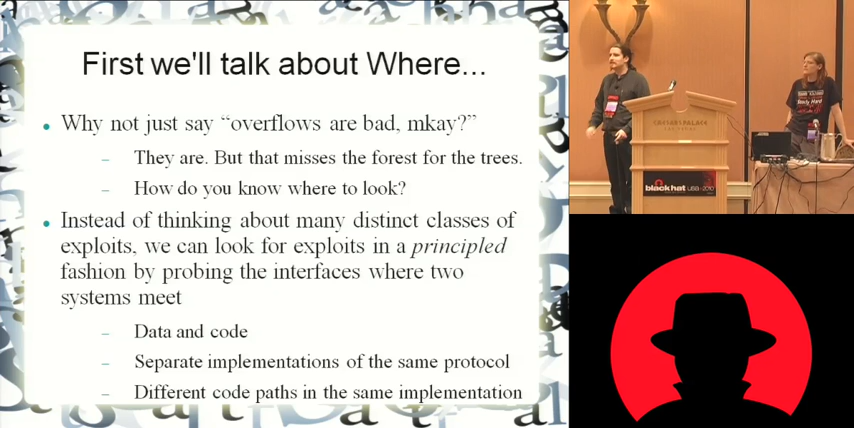 First we'll talk about Where...
• Why not just say “overflows are bad, mkay?”
– They are. But that misses the forest for the trees.
– How do you know where to look?
• Instead of thinking about many distinct classes of
exploits, we can look for exploits in a principled
fashion by probing the interfaces where two
systems meet
– Data and code
– Separate implementations of the same protocol
– Different code paths in the same implementation
black hat USA + 2010